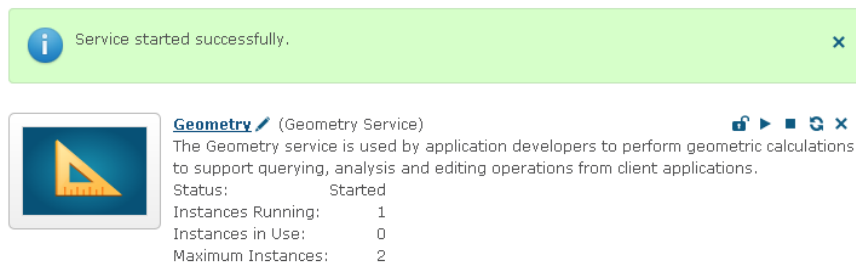 Service started successfully.
Geometry (Geometry Service)
The Geometry service is used by application developers to perform geometric calculations
to support querying, analysis and editing operations from client applications.
Status: Started
Instances Running: 1
Instances in Use: 0
Maximum Instances: 2